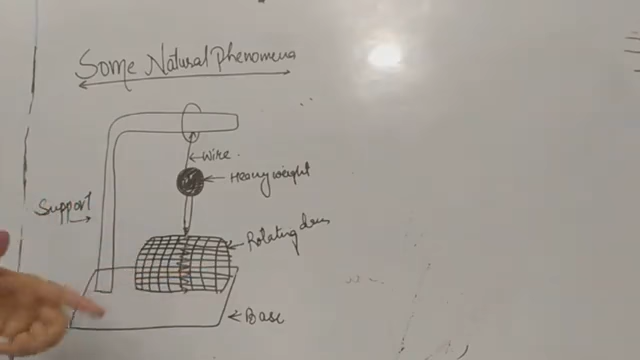 Some Natural Phenomena
Wire
Heavy weight
Support
Rotating drum
Base